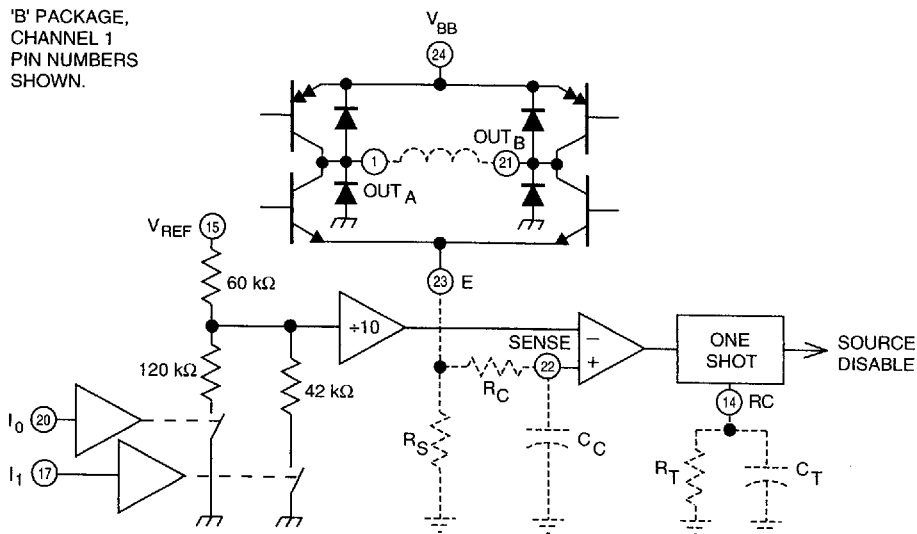 'B' PACKAGE,
CHANNEL 1
PIN NUMBERS
SHOWN.
V_BB
24
OUT_B
1
21
OUT_A
V_REF
15
60 kΩ
23
E
÷10
120 kΩ
42 kΩ
SENSE
22
−
+
ONE
SHOT
SOURCE
DISABLE
R_C
14
RC
I_0
20
R_S
C_C
I_1
17
R_T
C_T